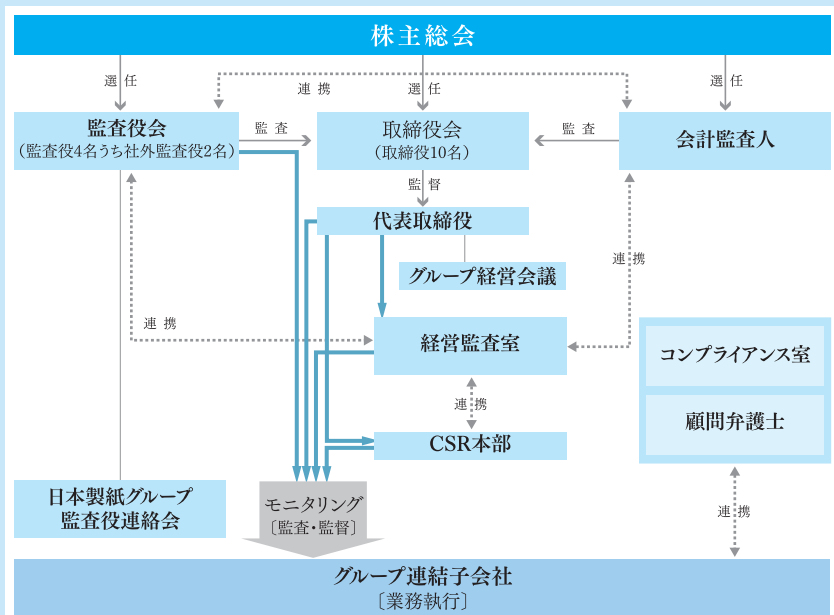 株主総会
選任
連携
選任
選任
監査役会
（監査役4名うち社外監査役2名）
監査
取締役会
（取締役10名）
監査
会計監査人
監督
代表取締役
グループ経営会議
連携
連携
経営監査室
コンプライアンス室
顧問弁護士
連携
CSR本部
日本製紙グループ
監査役連絡会
モニタリング
〔監査・監督〕
連携
グループ連結子会社
〔業務執行〕